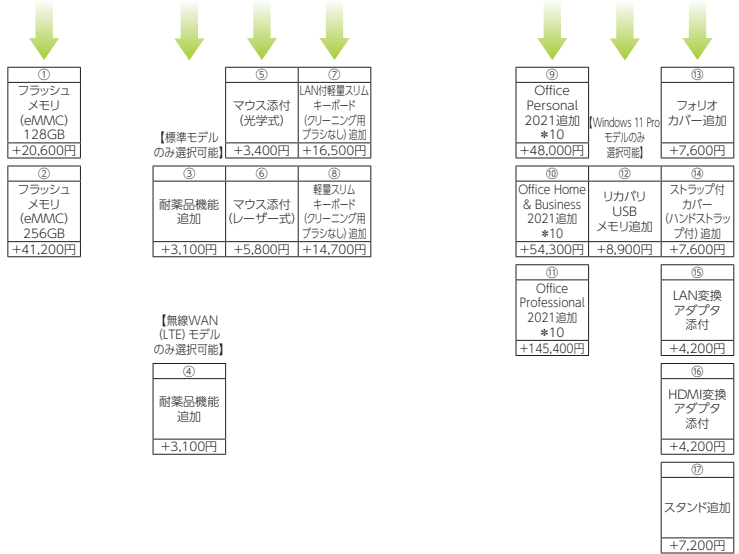 ①
フラッシュ
メモリ
(eMMC)
128GB
+20,600円
②
フラッシュ
メモリ
(eMMC)
256GB
+41,200円
【標準モデル
のみ選択可能】
③
耐薬品機能
追加
+3,100円
【無線WAN
(LTE) モデル
のみ選択可能】
④
耐薬品機能
追加
+3,100円
⑤
マウス添付
(光学式)
+3,400円
⑥
マウス添付
(レーザー式)
+5,800円
⑦
LAN付軽量スリム
キーボード
(クリーニング用
ブラシなし) 追加
+16,500円
⑧
軽量スリム
キーボード
(クリーニング用
ブラシなし) 追加
+14,700円
⑨
Office
Personal
2021追加
＊10
+48,000円
⑩
Office Home
& Business
2021追加
＊10
+54,300円
⑪
Office
Professional
2021追加
＊10
+145,400円
【Windows 11 Pro
モデルのみ
選択可能】
⑫
リカバリ
USB
メモリ追加
+8,900円
⑬
フォリオ
カバー追加
+7,600円
⑭
ストラップ付
カバー
(ハンドストラッ
プ付) 追加
+7,600円
⑮
LAN変換
アダプタ
添付
+4,200円
⑯
HDMI変換
アダプタ
添付
+4,200円
⑰
スタンド追加
+7,200円